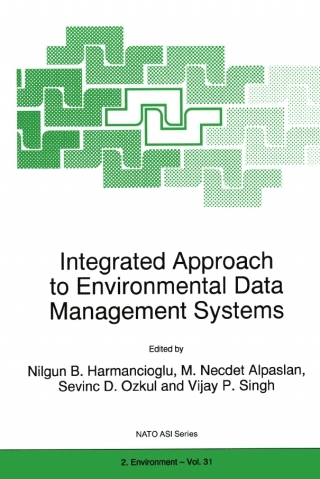 Integrated Approach
to Environmental Data
Management Systems
Edited by
Nilgun B. Harmancioglu, M. Necdet Alpaslan,
Sevinc D. Ozkul and Vijay P. Singh
NATO ASI Series
2. Environment – Vol. 31